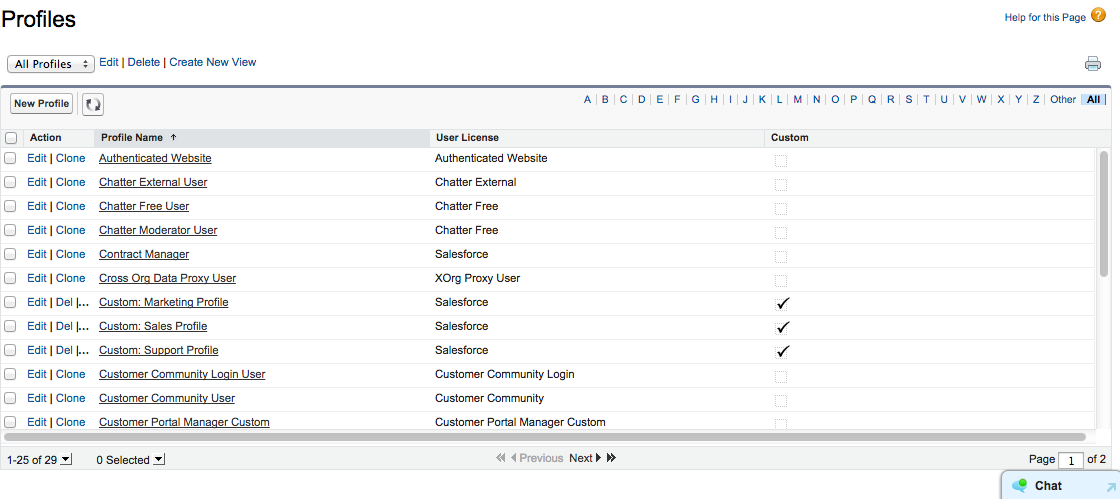 Profiles
Help for this Page ?
All Profiles Edit | Delete | Create New View
New Profile A | B | C | D | E | F | G | H | I | J | K | L | M | N | O | P | Q | R | S | T | U | V | W | X | Y | Z | Other | All
Action Profile Name ↑ User License Custom
Edit | Clone Authenticated Website Authenticated Website
Edit | Clone Chatter External User Chatter External
Edit | Clone Chatter Free User Chatter Free
Edit | Clone Chatter Moderator User Chatter Free
Edit | Clone Contract Manager Salesforce
Edit | Clone Cross Org Data Proxy User XOrg Proxy User
Edit | Del |... Custom: Marketing Profile Salesforce ✓
Edit | Del |... Custom: Sales Profile Salesforce ✓
Edit | Del |... Custom: Support Profile Salesforce ✓
Edit | Clone Customer Community Login User Customer Community Login
Edit | Clone Customer Community User Customer Community
Edit | Clone Customer Portal Manager Custom Customer Portal Manager Custom
1-25 of 29 0 Selected Previous Next Page 1 of 2
Chat